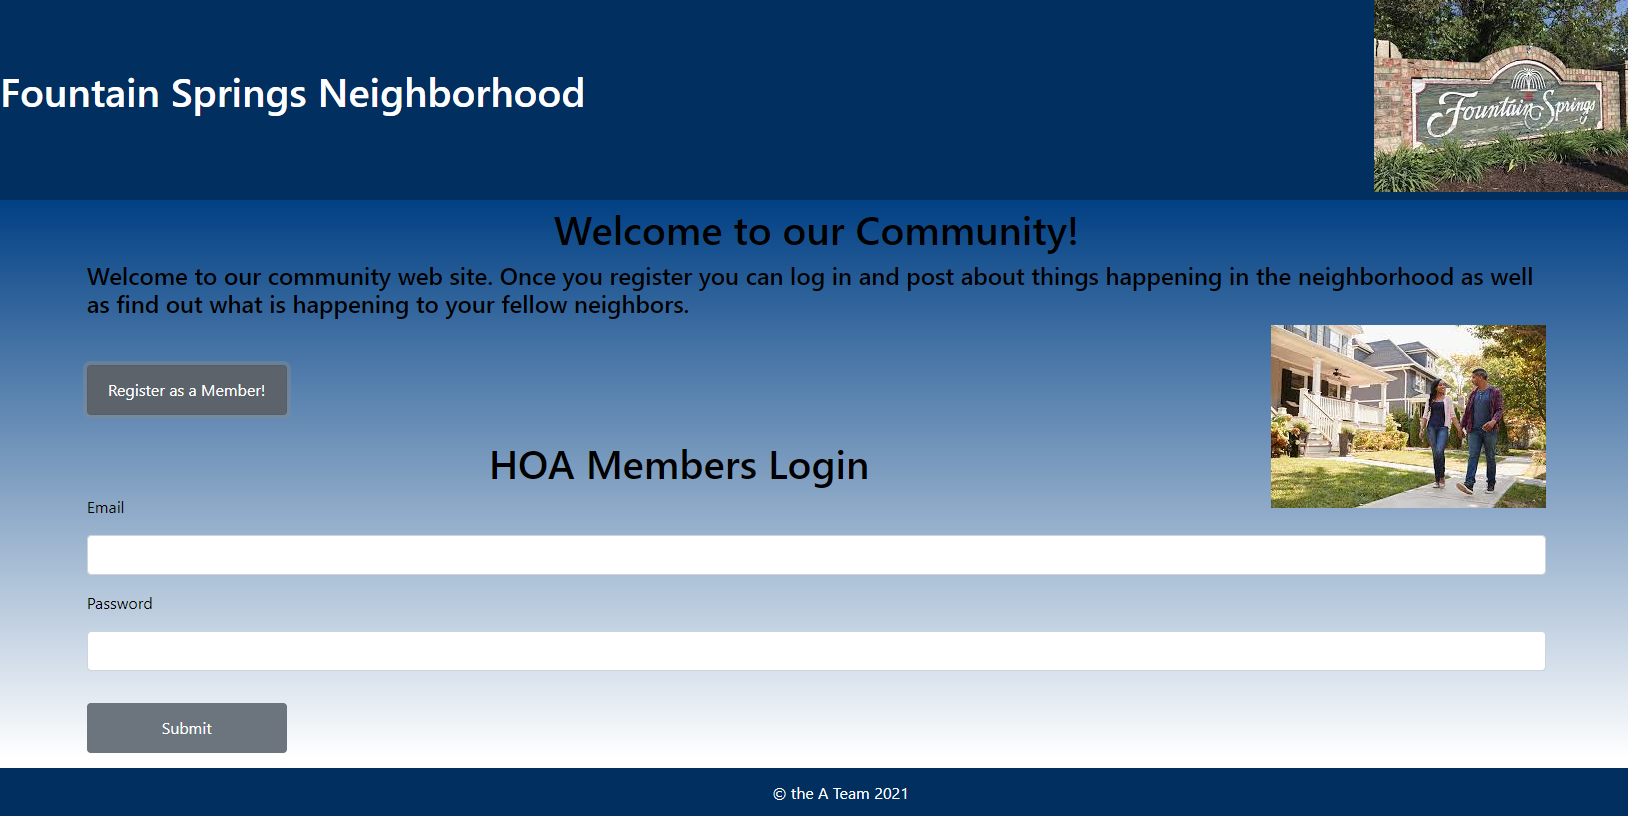 Fountain Springs Neighborhood
Fountain Springs
Welcome to our Community!
Welcome to our community web site. Once you register you can log in and post about things happening in the neighborhood as well
as find out what is happening to your fellow neighbors.
Register as a Member!
HOA Members Login
Email
Password
Submit
© the A Team 2021